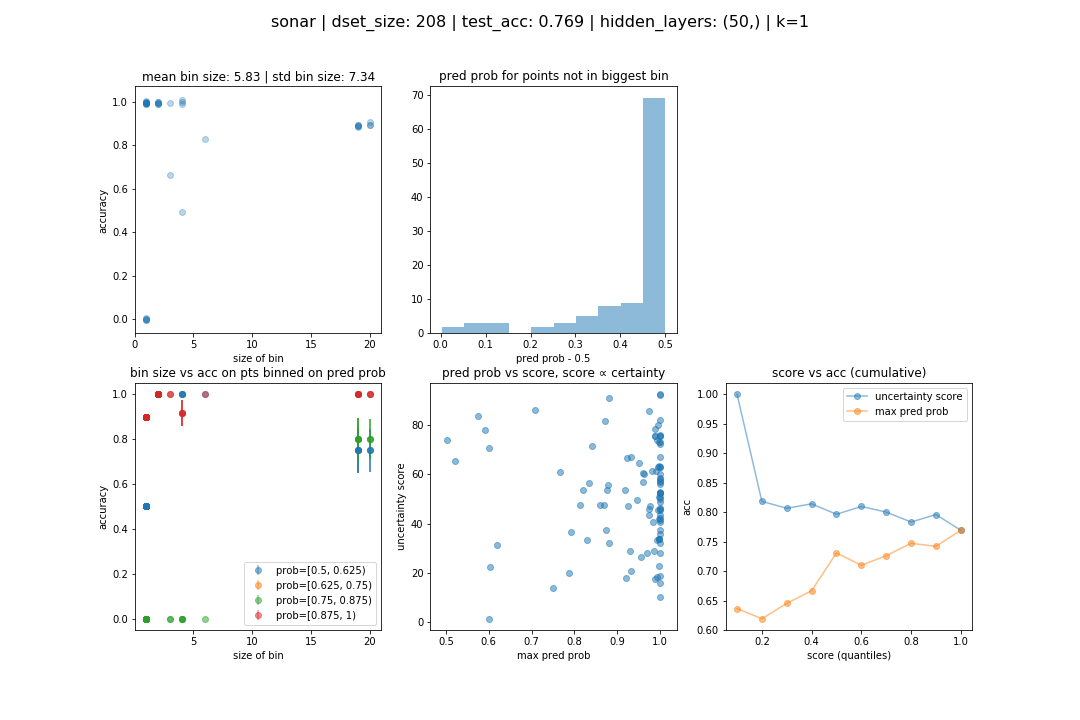 sonar | dset_size: 208 | test_acc: 0.769 | hidden_layers: (50,) | k=1
mean bin size: 5.83 | std bin size: 7.34
accuracy
1.0
0.8
0.6
0.4
0.2
0.0
0
5
10
15
20
size of bin
pred prob for points not in biggest bin
70
60
50
40
30
20
10
0
0.0
0.1
0.2
0.3
0.4
0.5
pred prob - 0.5
bin size vs acc on pts binned on pred prob
accuracy
1.0
0.8
0.6
0.4
0.2
0.0
prob=[0.5, 0.625)
prob=[0.625, 0.75)
prob=[0.75, 0.875)
prob=[0.875, 1)
5
10
15
20
size of bin
pred prob vs score, score ∝ certainty
uncertainty score
80
60
40
20
0
0.5
0.6
0.7
0.8
0.9
1.0
max pred prob
score vs acc (cumulative)
acc
1.00
0.95
0.90
0.85
0.80
0.75
0.70
0.65
0.60
uncertainty score
max pred prob
0.2
0.4
0.6
0.8
1.0
score (quantiles)